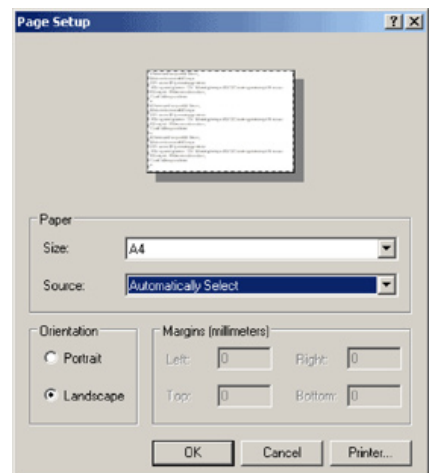 Page Setup
Paper
Size: A4
Source: Automatically Select
Orientation
Portrait
Landscape
Margins (millimeters)
Left: 0 Right: 0
Top: 0 Bottom: 0
OK Cancel Printer...